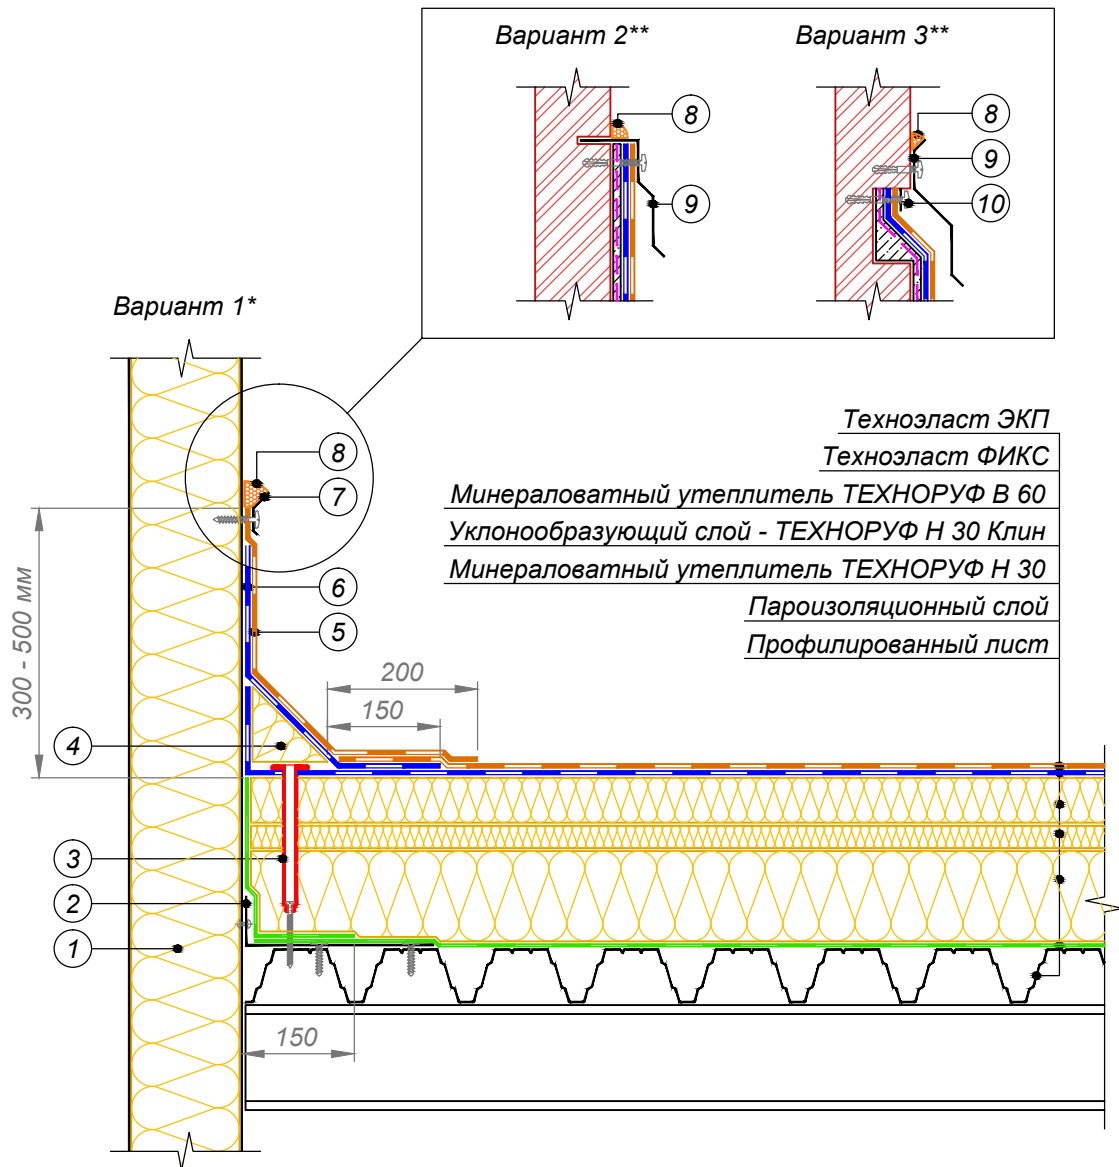 Вариант 2**
Вариант 3**
8
9
8
9
10
Вариант 1*
8
7
6
5
4
3
2
1
Техноэласт ЭКП
Техноэласт ФИКС
Минераловатный утеплитель ТЕХНОРУФ В 60
Уклонообразующий слой - ТЕХНОРУФ Н 30 Клин
Минераловатный утеплитель ТЕХНОРУФ Н 30
Пароизоляционный слой
Профилированный лист
300 - 500 мм
200
150
150